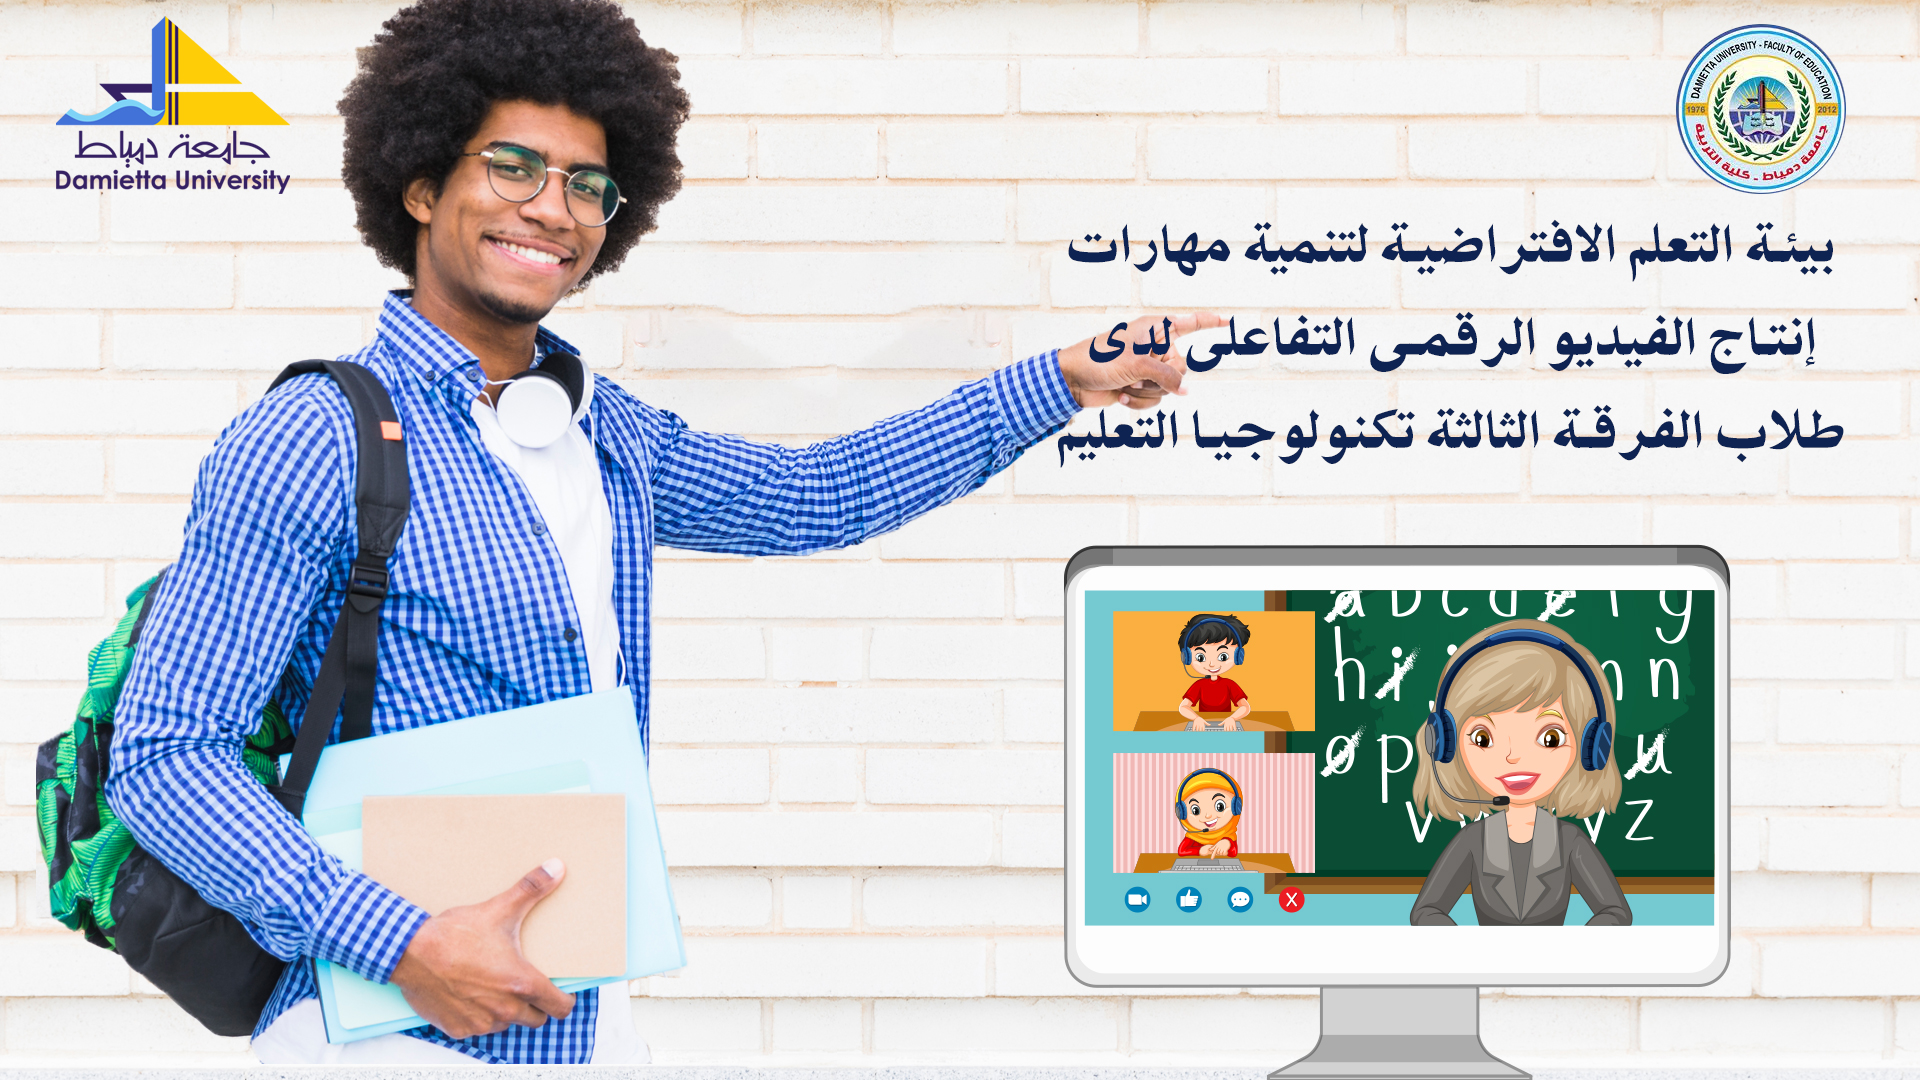 جامعة دمياط
Damietta University
DAMIETTA UNIVERSITY - FACULTY OF EDUCATION
1976
2012
جامعة دمياط - كلية التربية
بيئة التعلم الافتراضية لتنمية مهارات
إنتاج الفيديو الرقمى التفاعلى لدى
طلاب الفرقة الثالثة تكنولوجيا التعليم
a b c d e f g
h i n
o p u
v w y z
X